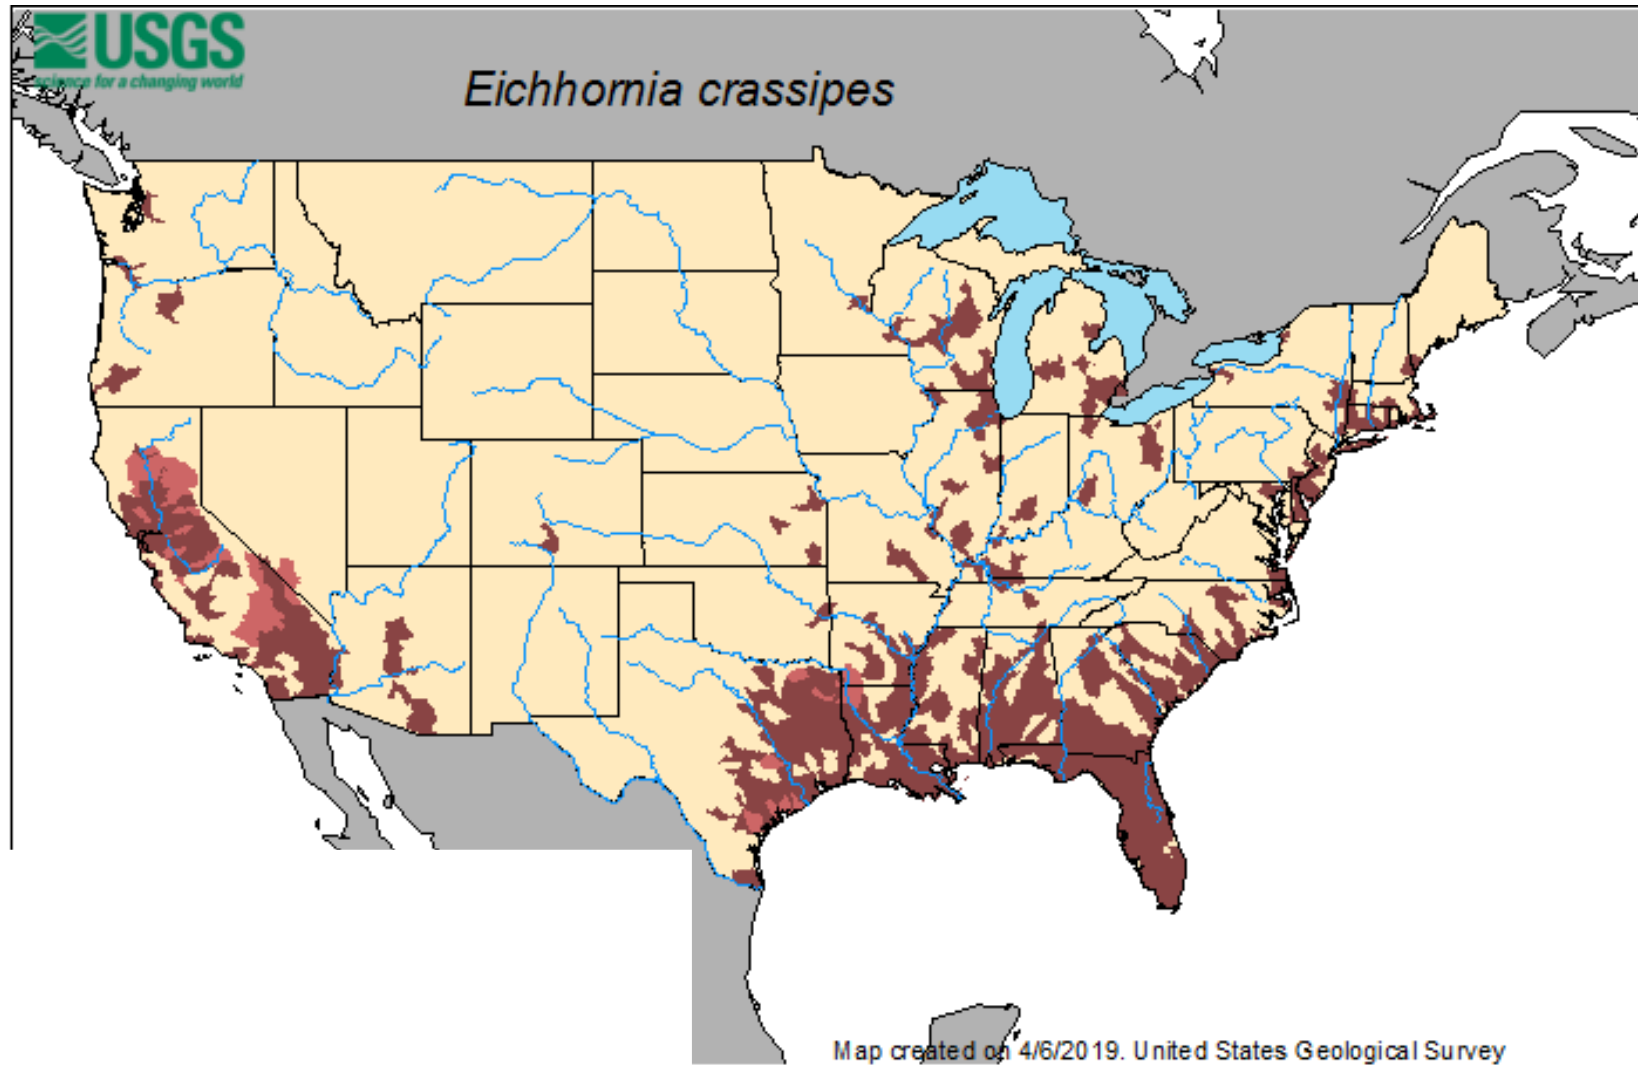 USGS
science for a changing world
Eichhornia crassipes
Map created on 4/6/2019. United States Geological Survey